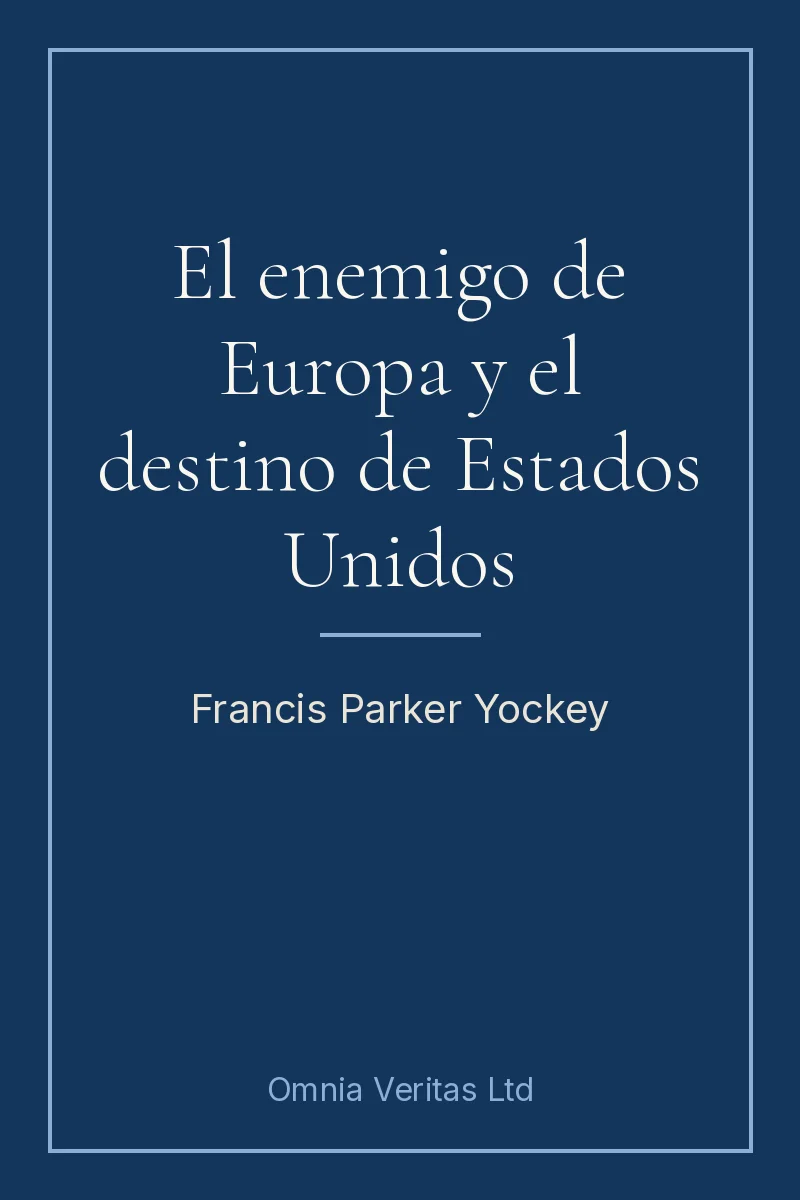 El enemigo de
Europa y el
destino de Estados
Unidos
Francis Parker Yockey
Omnia Veritas Ltd